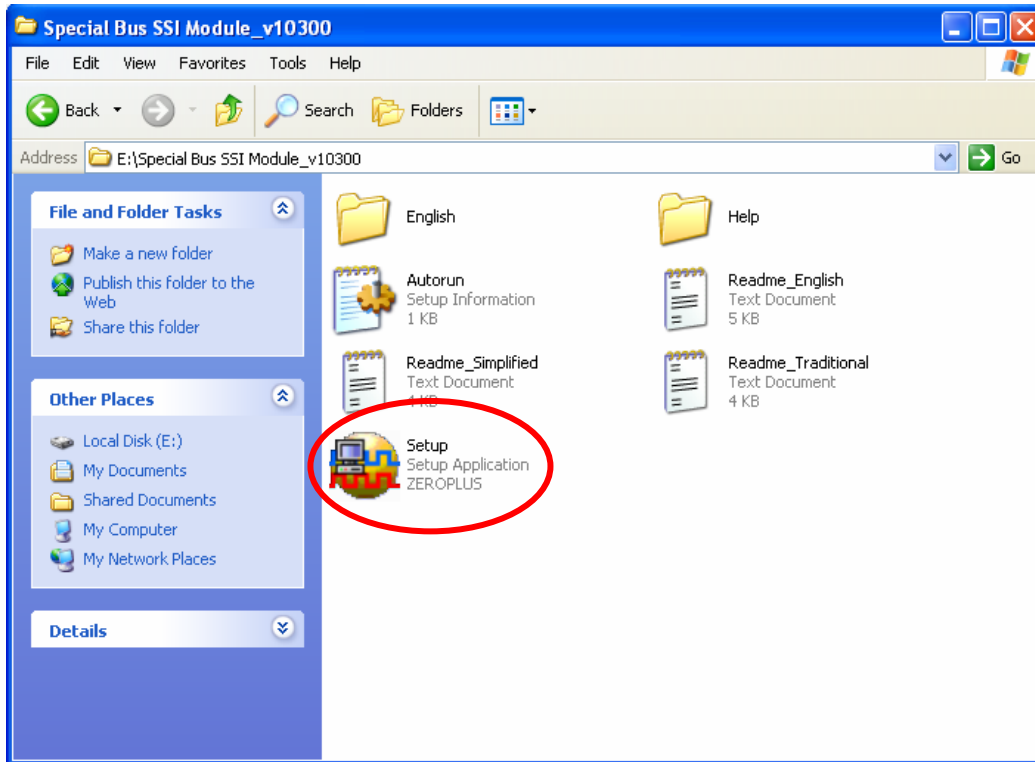 Special Bus SSI Module_v10300
File Edit View Favorites Tools Help
Back Search Folders
Address E:\Special Bus SSI Module_v10300 Go
File and Folder Tasks
Make a new folder
Publish this folder to the
Web
Share this folder
Other Places
Local Disk (E:)
My Documents
Shared Documents
My Computer
My Network Places
Details
English
Help
Autorun
Setup Information
1 KB
Readme_English
Text Document
5 KB
Readme_Simplified
Text Document
4 KB
Readme_Traditional
Text Document
4 KB
Setup
Setup Application
ZEROPLUS